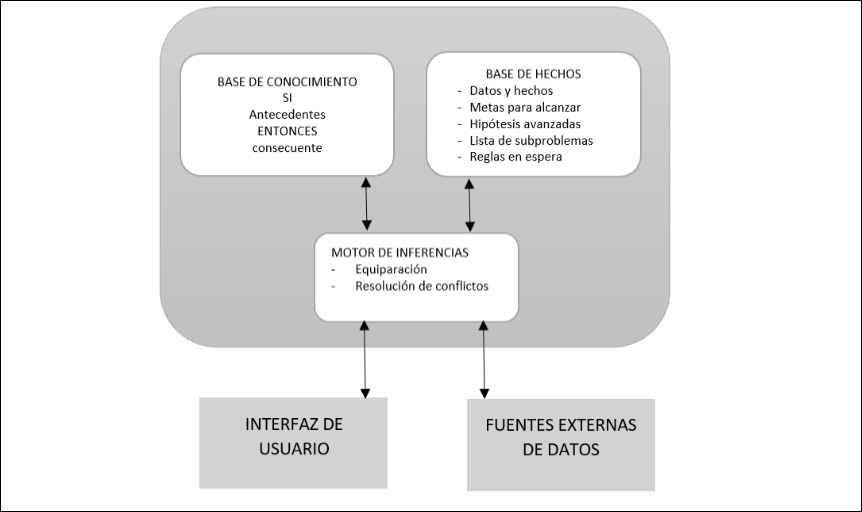 BASE DE CONOCIMIENTO
SI
Antecedentes
ENTONCES
consecuente
BASE DE HECHOS
- Datos y hechos
- Metas para alcanzar
- Hipótesis avanzadas
- Lista de subproblemas
- Reglas en espera
MOTOR DE INFERENCIAS
- Equiparación
- Resolución de conflictos
INTERFAZ DE
USUARIO
FUENTES EXTERNAS
DE DATOS